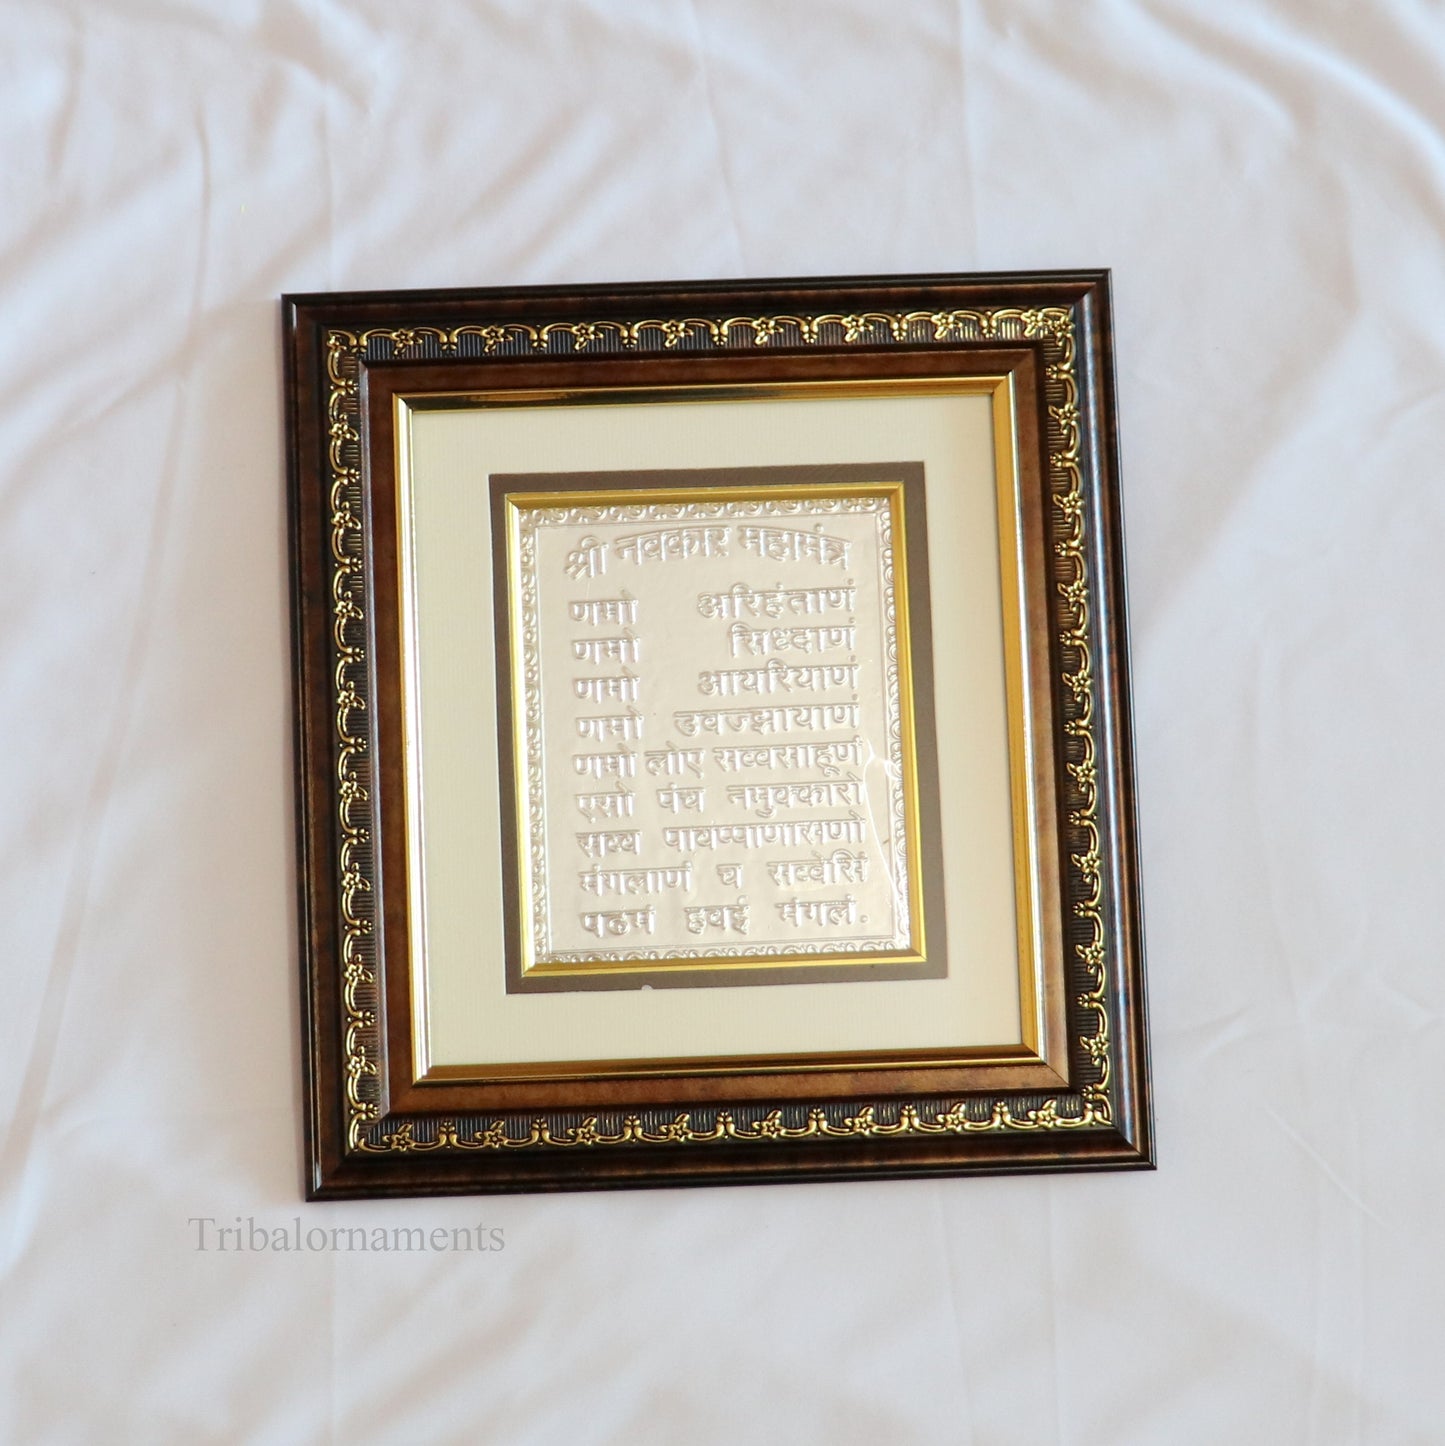 श्री नवकार महामंत्र
णमो अरिहंताणं
णमो सिध्दाणं
णमो आयरियाणं
णमो उवज्झायाणं
णमो लोए सव्वसाहूणं
एसो पंच नमुक्कारो
सव्व पावप्पाणासणो
मंगलाणं च सव्वेसिं
पढमं हवई मंगलं.
Tribalornaments